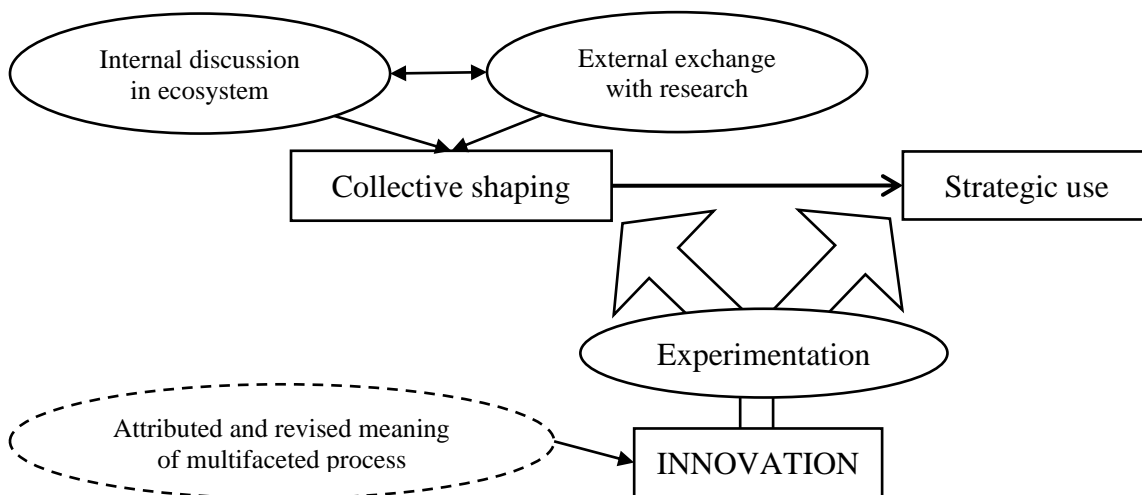 Internal discussion
in ecosystem
External exchange
with research
Collective shaping
Strategic use
Experimentation
Attributed and revised meaning
of multifaceted process
INNOVATION